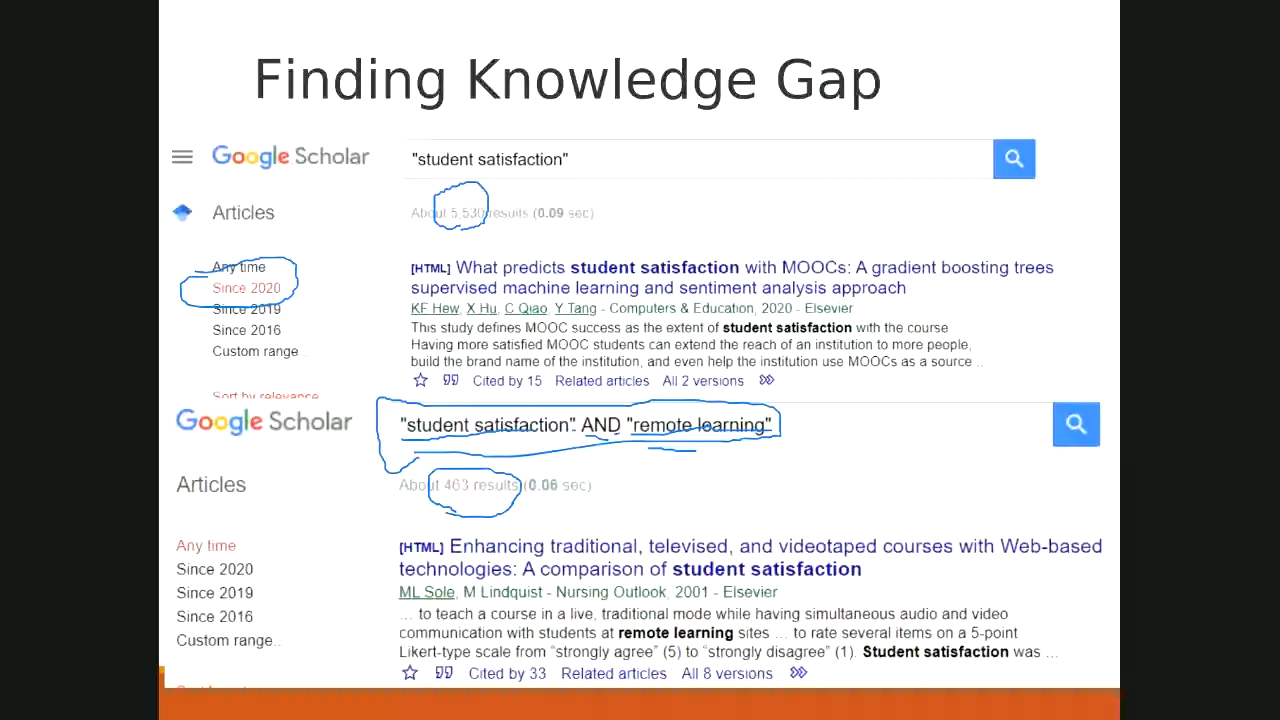 Finding Knowledge Gap
Google Scholar
"student satisfaction"
Articles
About 5,530 results (0.09 sec)
Any time
Since 2020
Since 2019
Since 2016
Custom range...
Sort by relevance
[HTML] What predicts student satisfaction with MOOCs: A gradient boosting trees
supervised machine learning and sentiment analysis approach
KF Hew, X Hu, C Qiao, Y Tang - Computers & Education, 2020 - Elsevier
This study defines MOOC success as the extent of student satisfaction with the course
Having more satisfied MOOC students can extend the reach of an institution to more people,
build the brand name of the institution, and even help the institution use MOOCs as a source ...
Cited by 15 Related articles All 2 versions
Google Scholar
"student satisfaction". AND "remote learning"
Articles
About 463 results (0.06 sec)
Any time
Since 2020
Since 2019
Since 2016
Custom range...
[HTML] Enhancing traditional, televised, and videotaped courses with Web-based
technologies: A comparison of student satisfaction
ML Sole, M Lindquist - Nursing Outlook, 2001 - Elsevier
... to teach a course in a live, traditional mode while having simultaneous audio and video
communication with students at remote learning sites ... to rate several items on a 5-point
Likert-type scale from “strongly agree” (5) to “strongly disagree” (1). Student satisfaction was ...
Cited by 33 Related articles All 8 versions